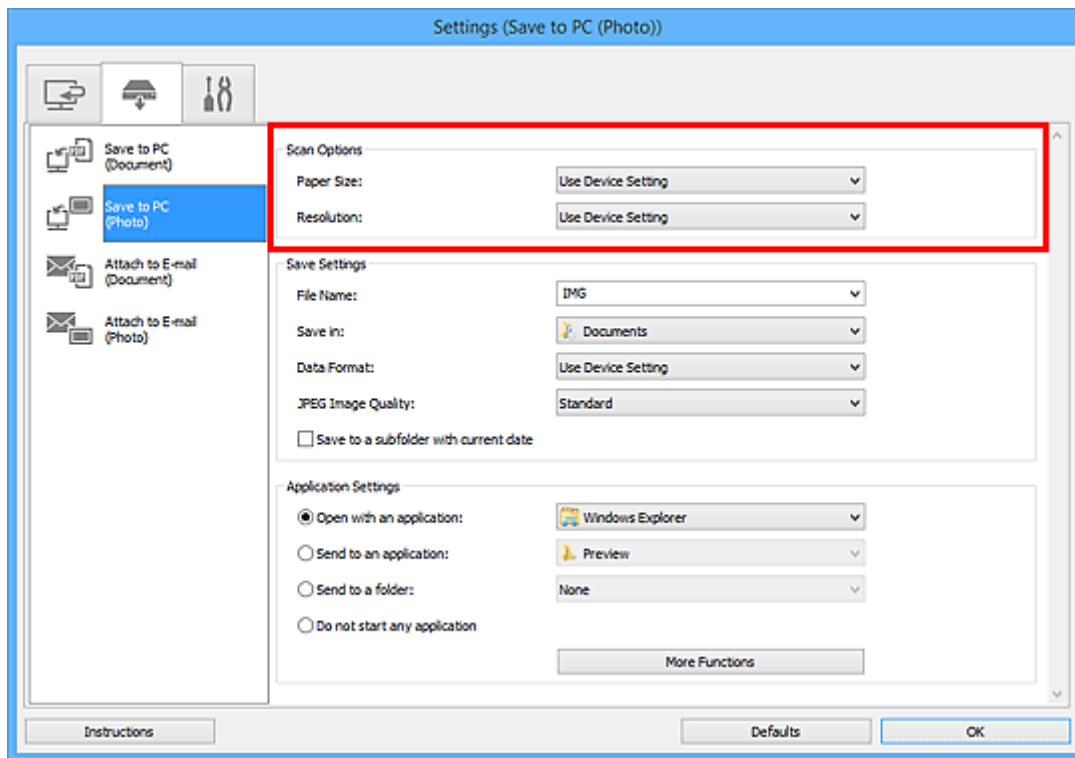 Settings (Save to PC (Photo))
Save to PC
(Document)
Save to PC
(Photo)
Attach to E-mail
(Document)
Attach to E-mail
(Photo)
Scan Options
Paper Size: Use Device Setting
Resolution: Use Device Setting
Save Settings
File Name: IMG
Save in: Documents
Data Format: Use Device Setting
JPEG Image Quality: Standard
Save to a subfolder with current date
Application Settings
Open with an application: Windows Explorer
Send to an application: Preview
Send to a folder: None
Do not start any application
More Functions
Instructions Defaults OK